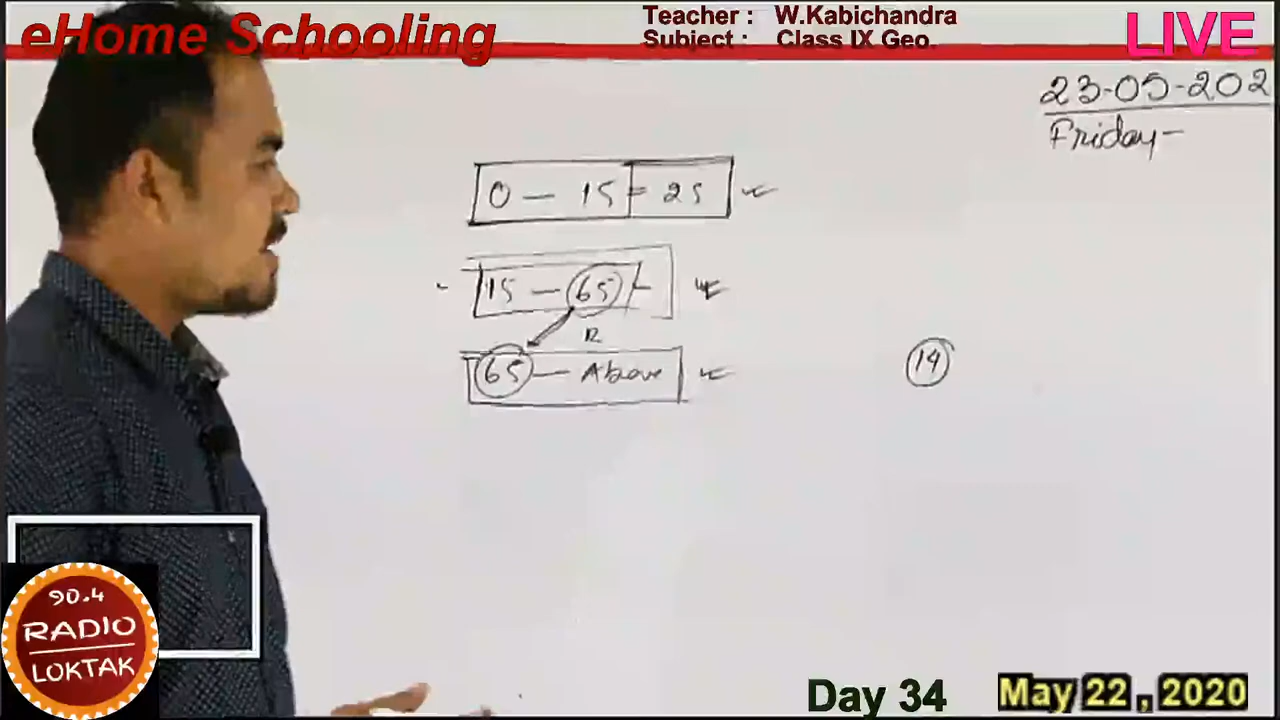 eHome Schooling
Teacher : W.Kabichandra
Subject : Class IX Geo.
LIVE
23-05-202
Friday-
0 — 15 = 25
15 — 65 -
R
65 — Above
14
90.4
RADIO
LOKTAK
Day 34
May 22 , 2020